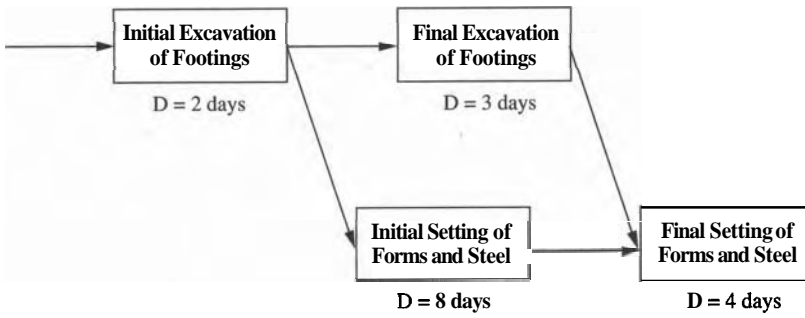 Initial Excavation
of Footings
D = 2 days
Final Excavation
of Footings
D = 3 days
Initial Setting of
Forms and Steel
D = 8 days
Final Setting of
Forms and Steel
D = 4 days